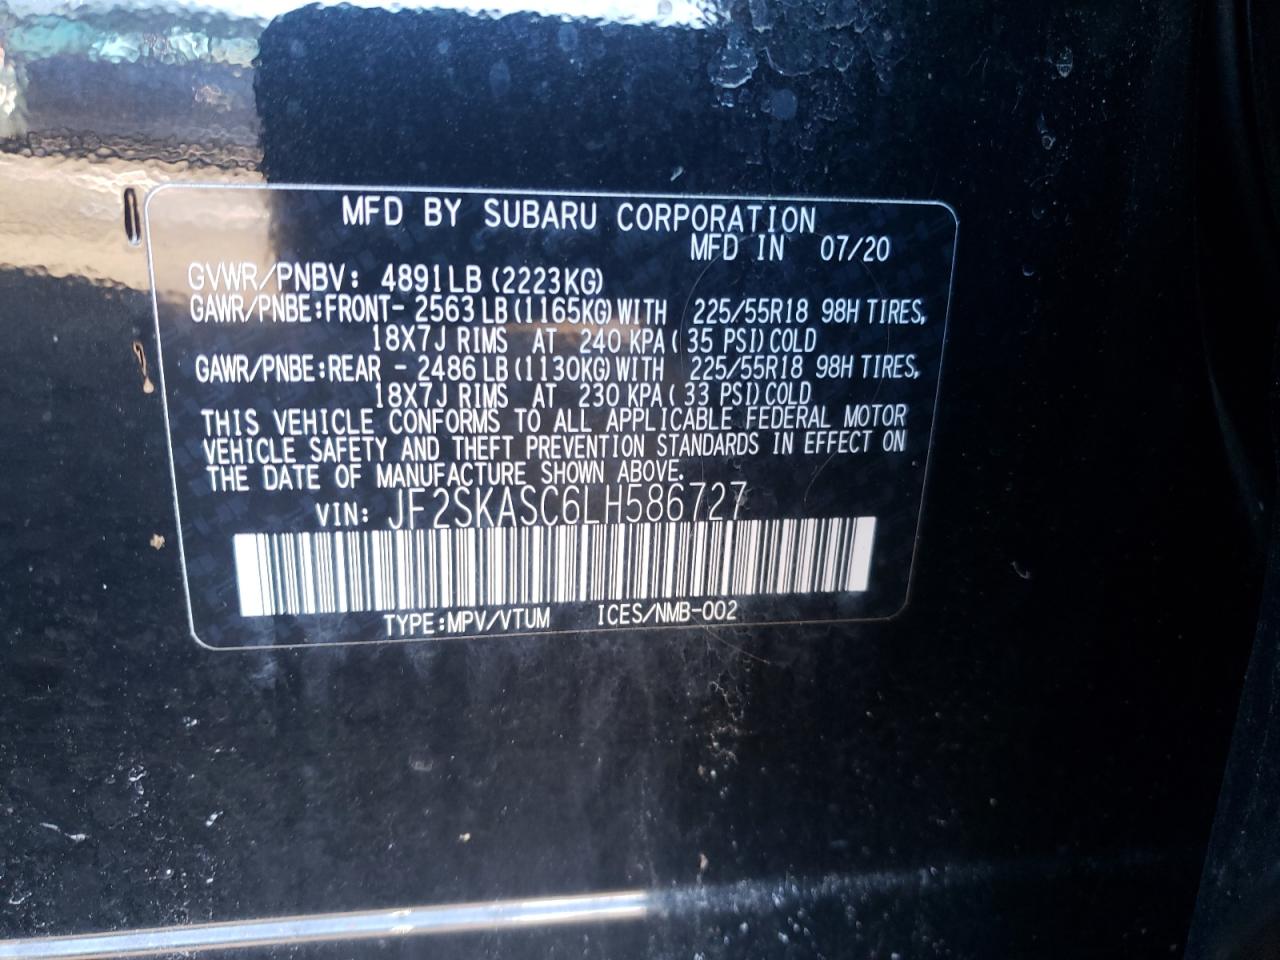 MFD BY SUBARU CORPORATION
MFD IN 07/20
GVWR/PNBV: 4891LB (2223KG)
GAWR/PNBE:FRONT- 2563LB (1165KG) WITH 225/55R18 98H TIRES,
18X7J RIMS AT 240 KPA ( 35 PSI) COLD
GAWR/PNBE:REAR - 2486LB (1130KG) WITH 225/55R18 98H TIRES,
18X7J RIMS AT 230 KPA ( 33 PSI) COLD
THIS VEHICLE CONFORMS TO ALL APPLICABLE FEDERAL MOTOR
VEHICLE SAFETY AND THEFT PREVENTION STANDARDS IN EFFECT ON
THE DATE OF MANUFACTURE SHOWN ABOVE.
VIN: JF2SKASC6LH586727
TYPE:MPV/VTUM ICES/NMB-002